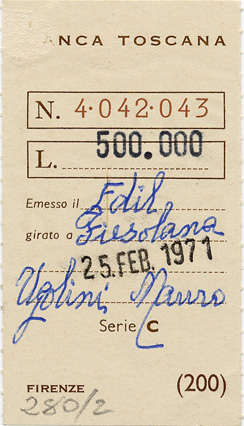 ANCA TOSCANA
N. 4·042·043
L. 500.000
Emesso il Edil
girato a Fiesolana
25.FEB.1971
Ugolini Mauro
Serie C
FIRENZE (200)
280/2